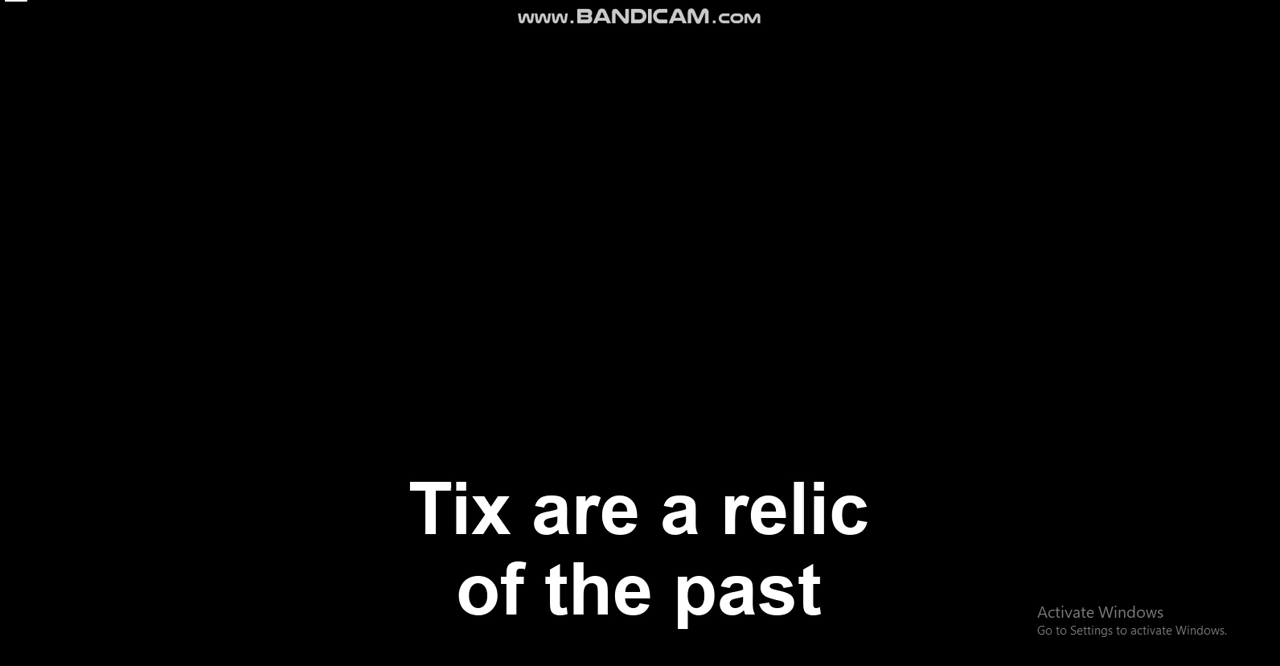 www.BANDICAM.COM
Tix are a relic
of the past
Activate Windows
Go to Settings to activate Windows.